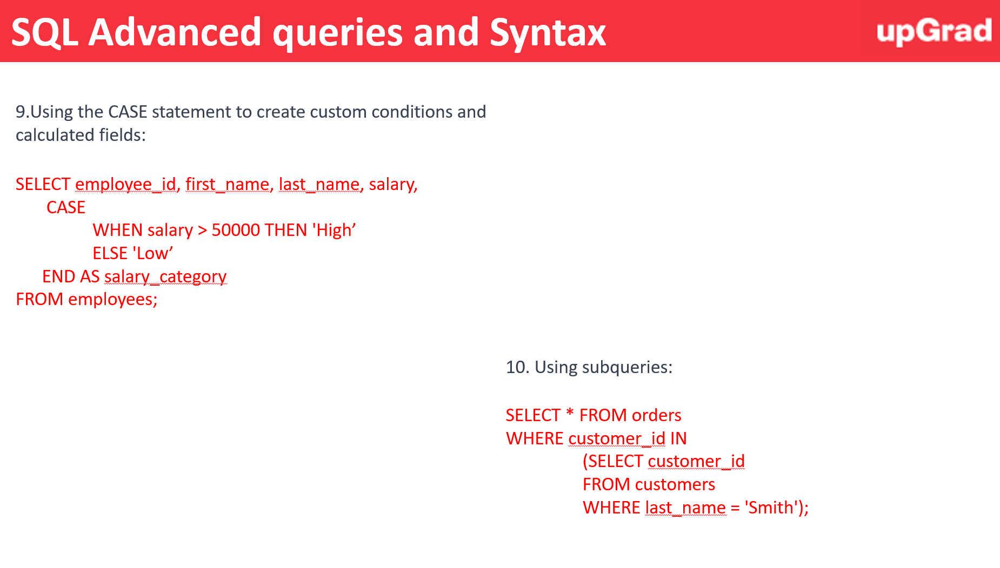 SQL Advanced queries and Syntax
upGrad
9.Using the CASE statement to create custom conditions and
calculated fields:
SELECT employee_id, first_name, last_name, salary,
CASE
WHEN salary > 50000 THEN 'High’
ELSE 'Low’
END AS salary_category
FROM employees;
10. Using subqueries:
SELECT * FROM orders
WHERE customer_id IN
(SELECT customer_id
FROM customers
WHERE last_name = 'Smith');